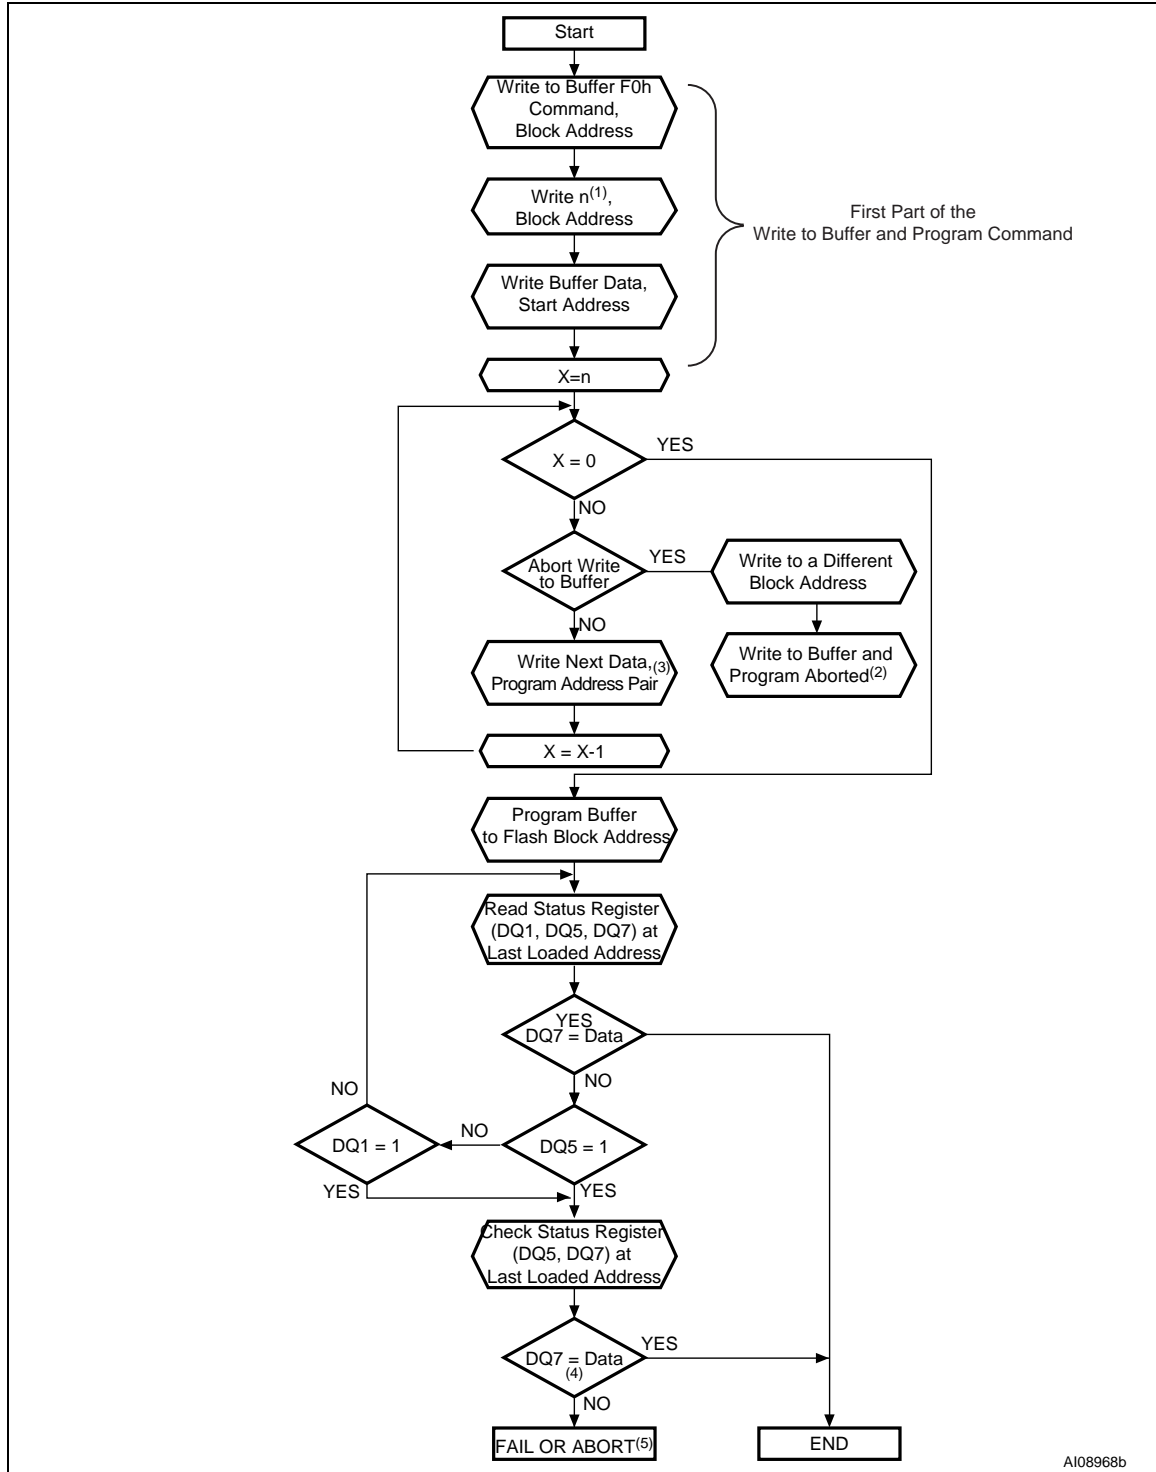 Start
Write to Buffer F0h
Command,
Block Address
Write n(1),
Block Address
First Part of the
Write to Buffer and Program Command
Write Buffer Data,
Start Address
X=n
X = 0
YES
NO
Abort Write
to Buffer
YES
Write to a Different
Block Address
NO
Write Next Data,(3)
Program Address Pair
Write to Buffer and
Program Aborted(2)
X = X-1
Program Buffer
to Flash Block Address
Read Status Register
(DQ1, DQ5, DQ7) at
Last Loaded Address
YES
DQ7 = Data
NO
NO
DQ1 = 1
NO
DQ5 = 1
YES
YES
Check Status Register
(DQ5, DQ7) at
Last Loaded Address
YES
DQ7 = Data
(4)
NO
FAIL OR ABORT(5)
END
AI08968b